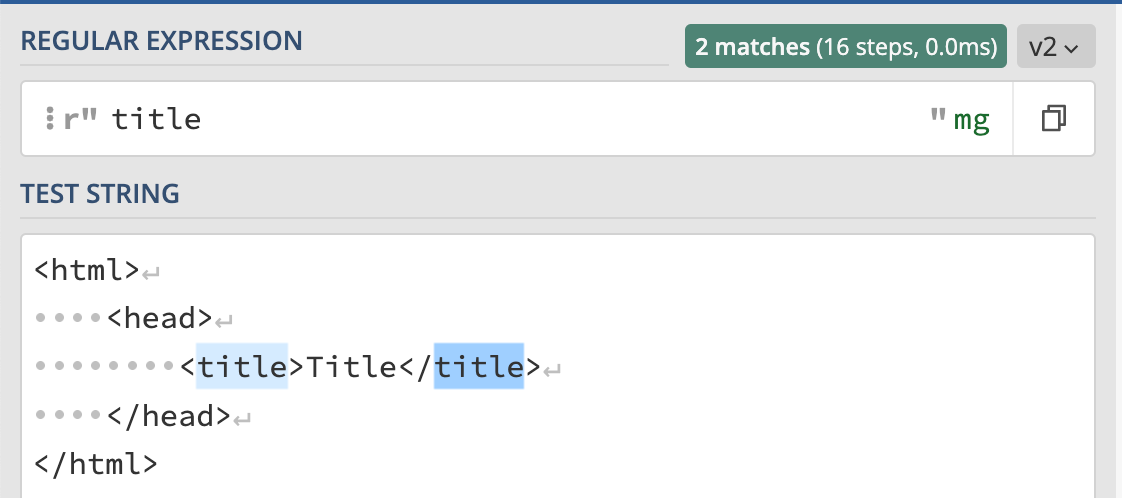 REGULAR EXPRESSION
2 matches (16 steps, 0.0ms)
v2
r" title " mg
TEST STRING
<html>↵
····<head>↵
········<title>Title</title>↵
····</head>↵
</html>